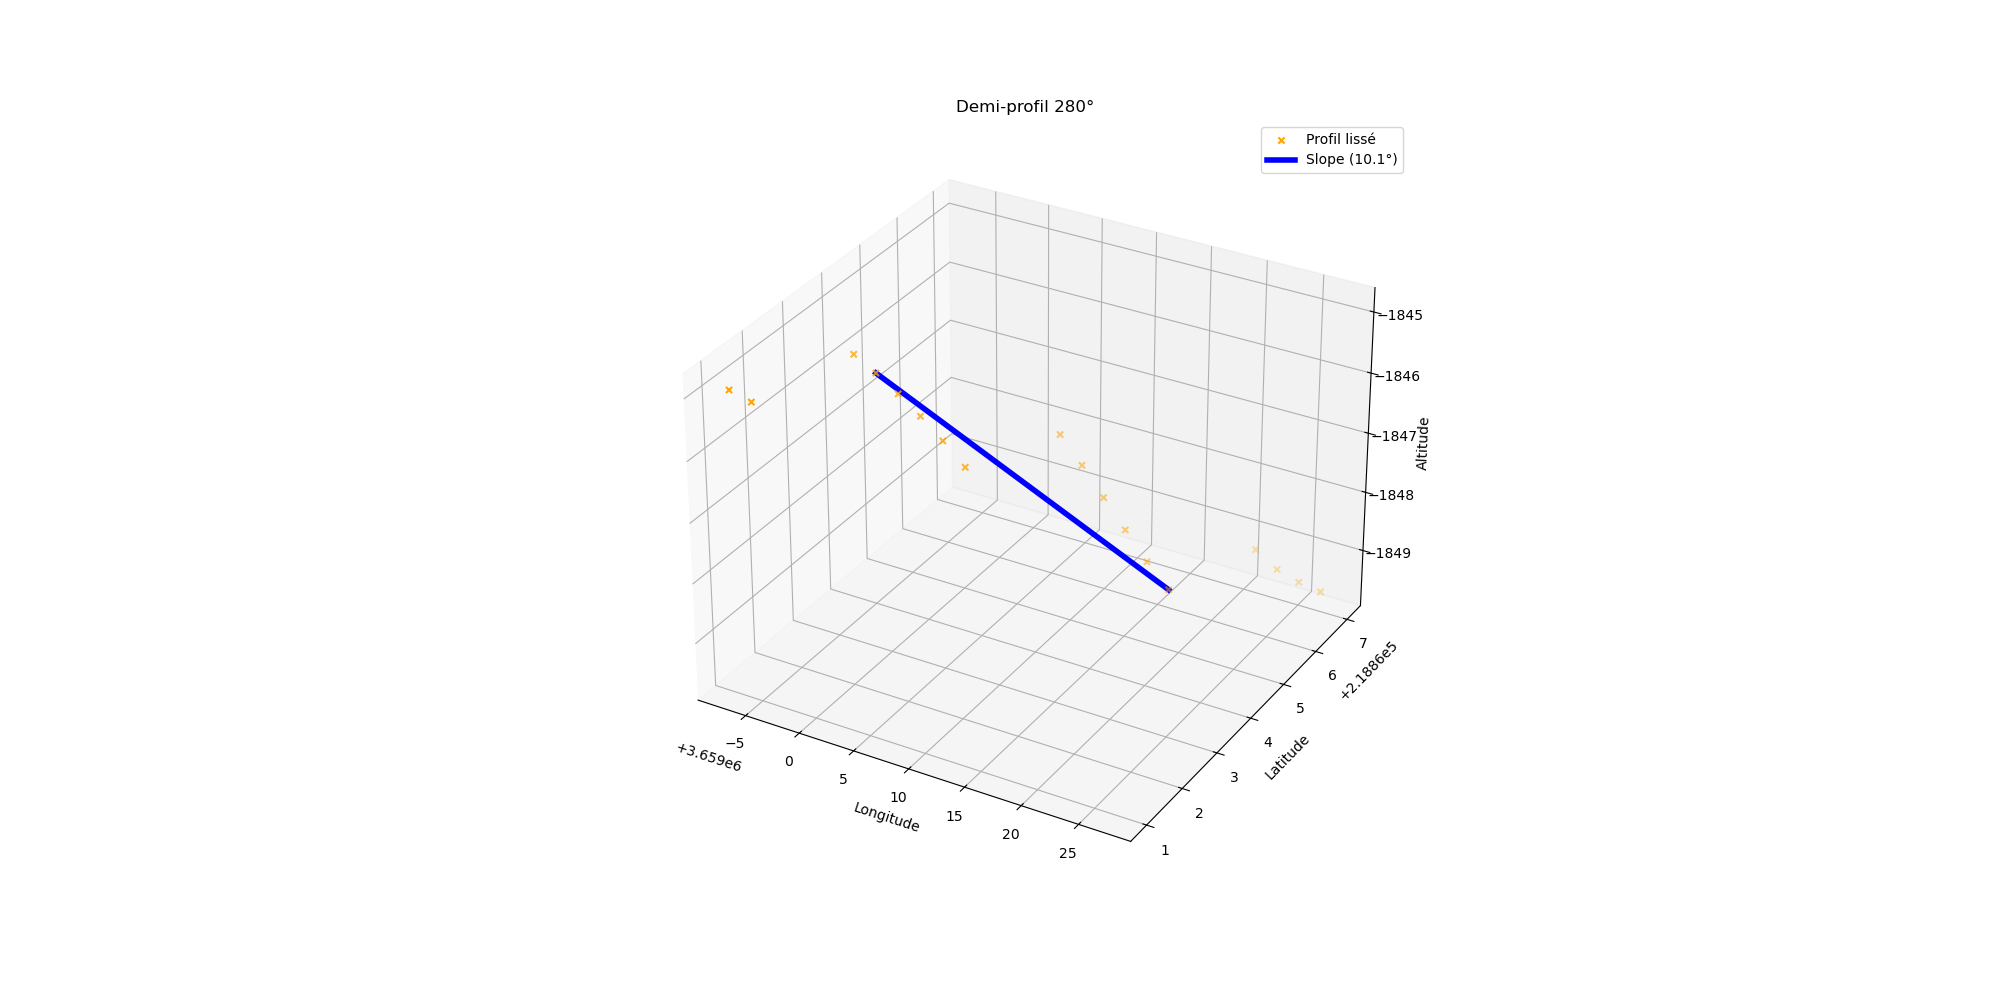 Demi-profil 280°
Profil lissé
Slope (10.1°)
−1845
−1846
−1847
−1848
−1849
Altitude
7
6
5
4
3
2
1
+2.1886e5
Latitude
−5
0
5
10
15
20
25
+3.659e6
Longitude